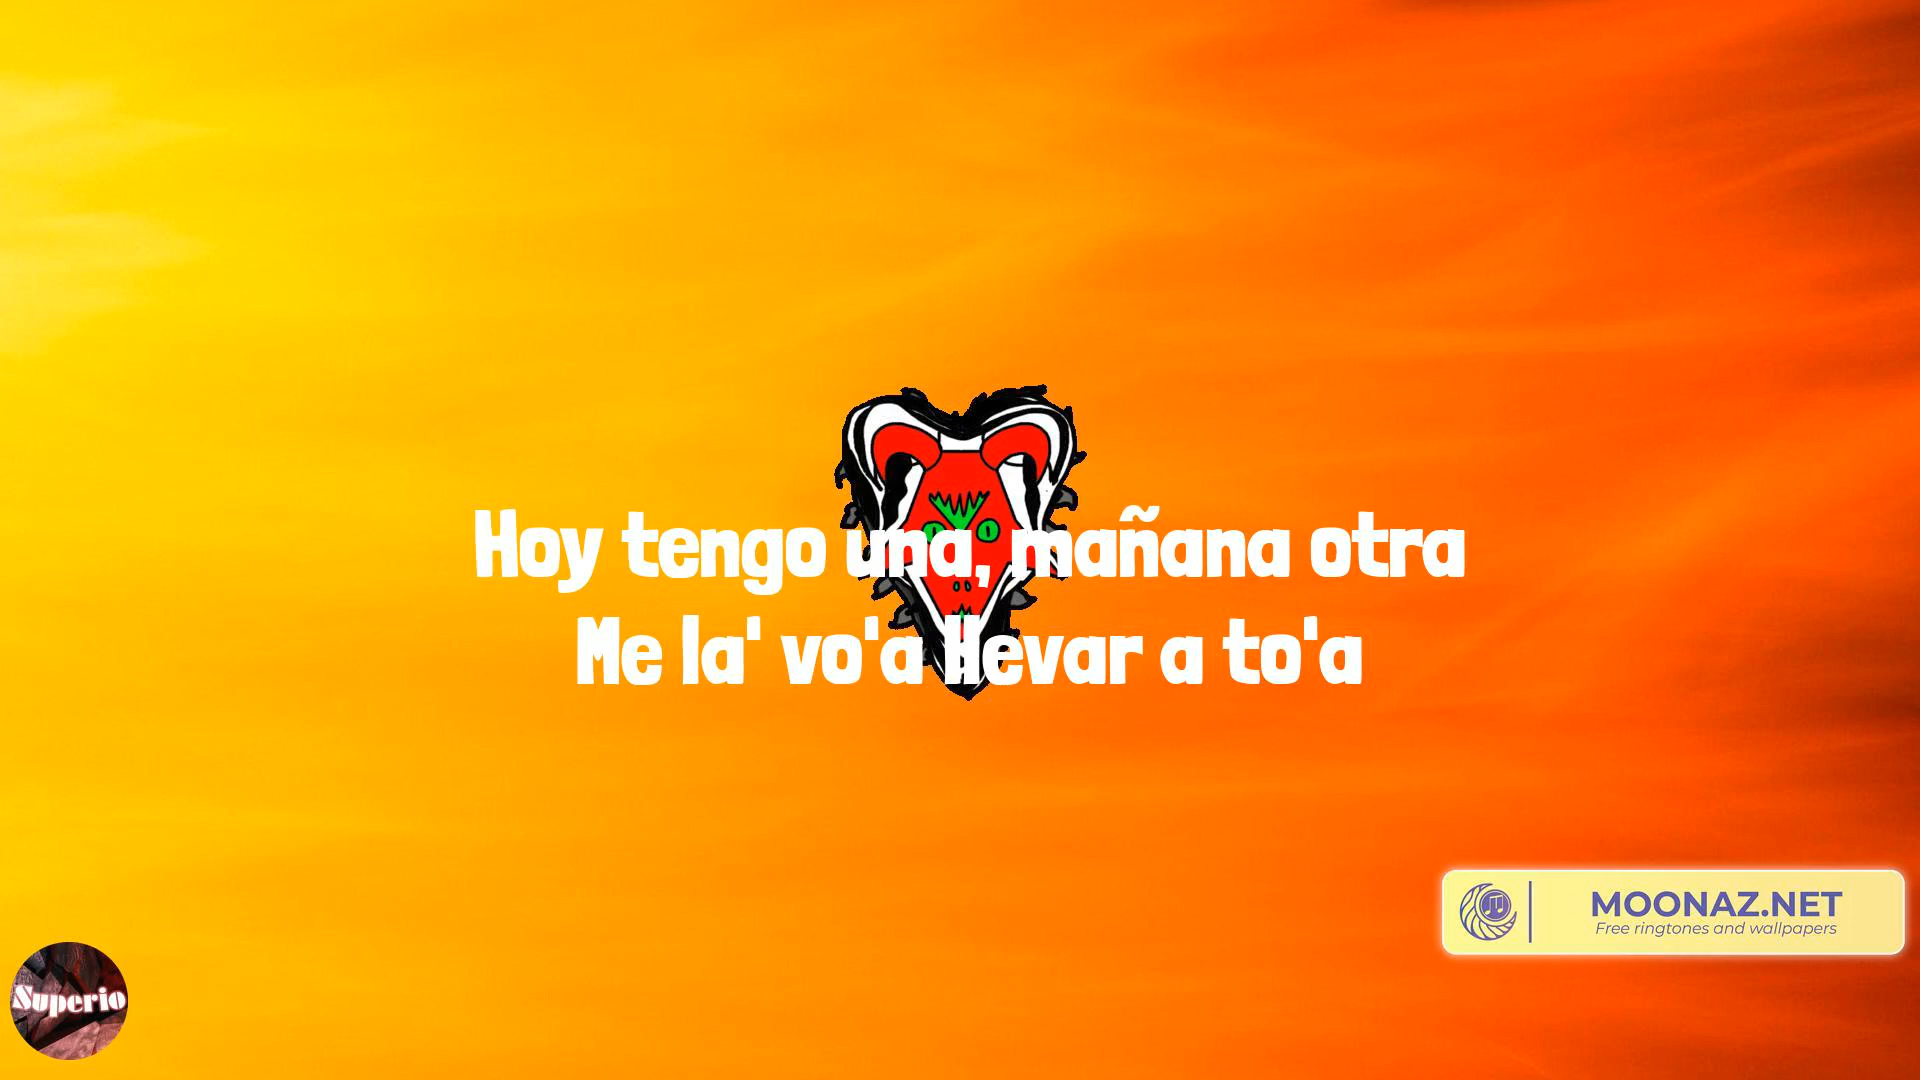 Hoy tengo una, mañana otra
Me la' vo'a llevar a to'a
MOONAZ.NET
Free ringtones and wallpapers
Superio